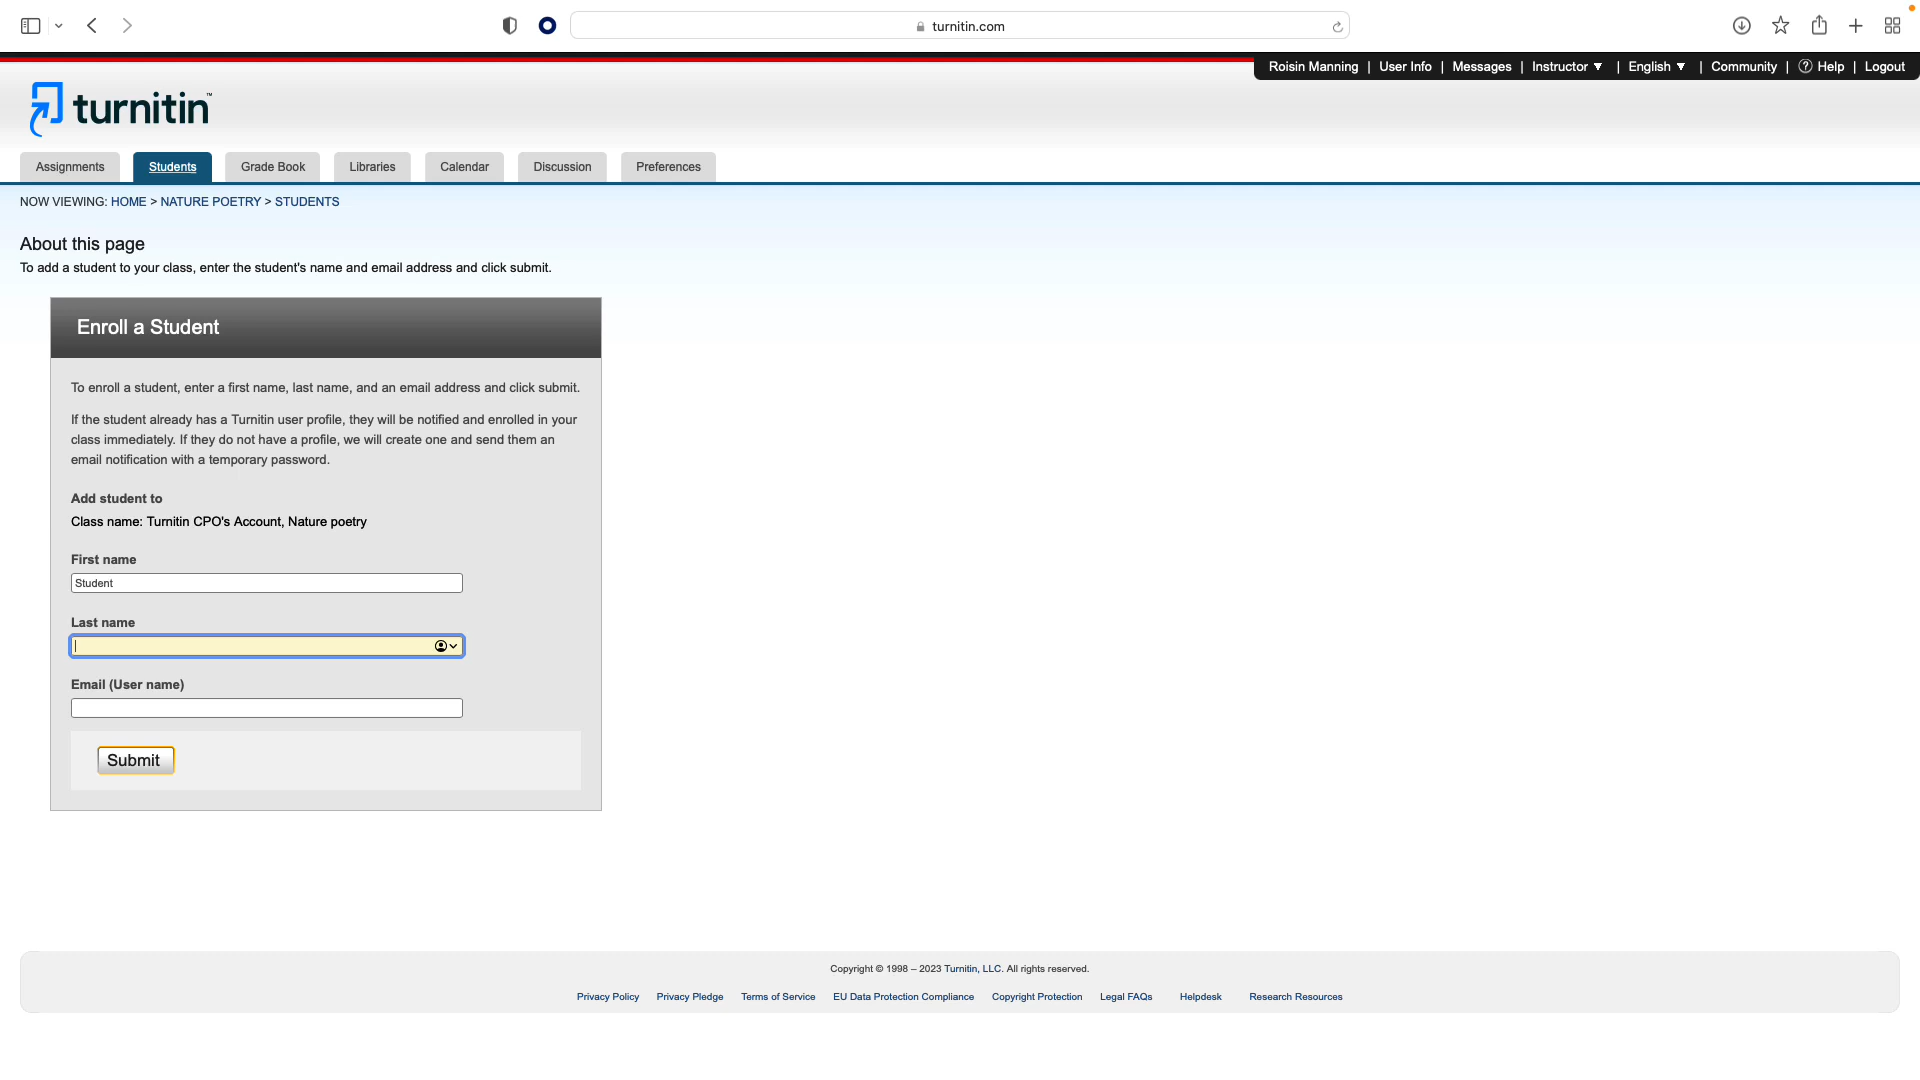 turnitin.com
Roisin Manning | User Info | Messages | Instructor ▼ | English ▼ | Community | ? Help | Logout
turnitin™
Assignments Students Grade Book Libraries Calendar Discussion Preferences
NOW VIEWING: HOME > NATURE POETRY > STUDENTS
About this page
To add a student to your class, enter the student's name and email address and click submit.
Enroll a Student
To enroll a student, enter a first name, last name, and an email address and click submit.
If the student already has a Turnitin user profile, they will be notified and enrolled in your
class immediately. If they do not have a profile, we will create one and send them an
email notification with a temporary password.
Add student to
Class name: Turnitin CPO's Account, Nature poetry
First name
Student
Last name
Email (User name)
Submit
Copyright © 1998 – 2023 Turnitin, LLC. All rights reserved.
Privacy Policy Privacy Pledge Terms of Service EU Data Protection Compliance Copyright Protection Legal FAQs Helpdesk Research Resources